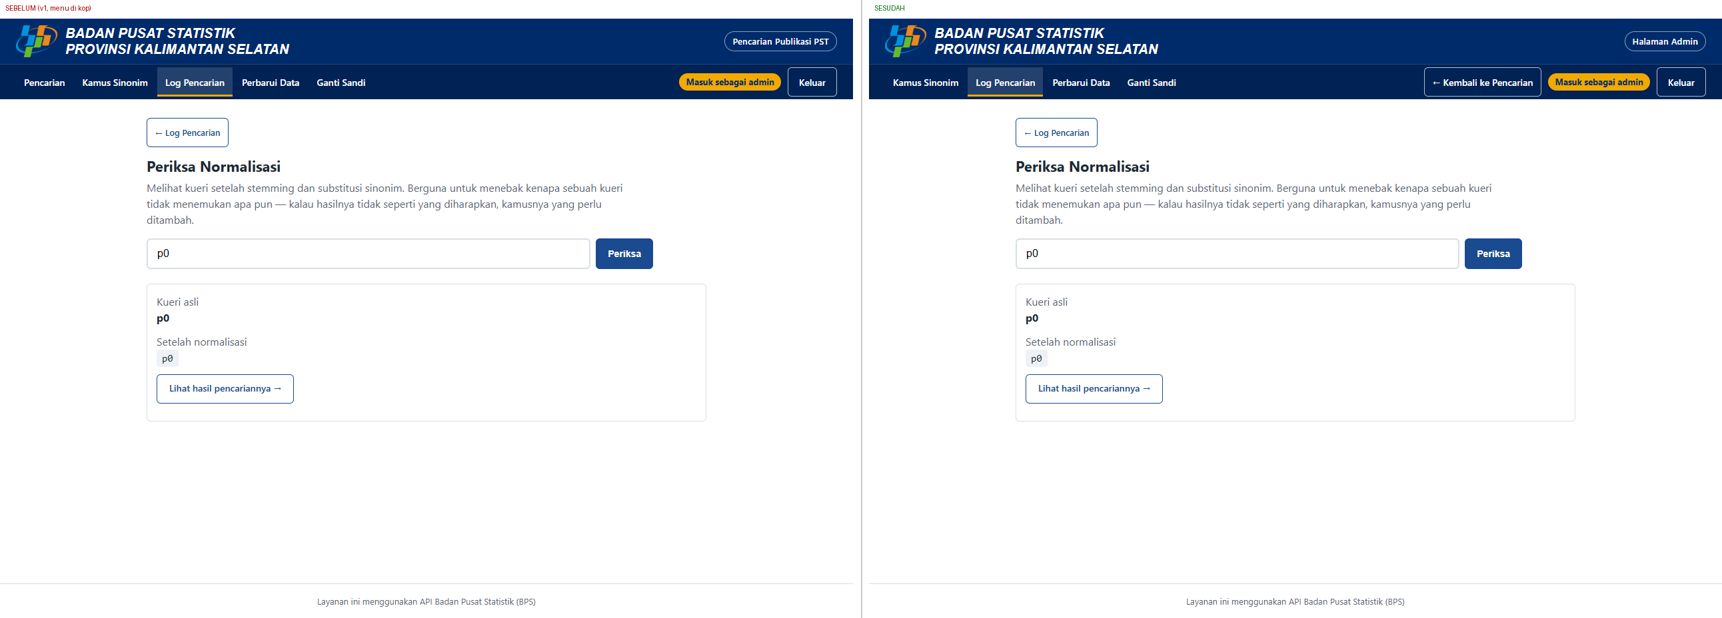 SEBELUM (v1, menu di kop)
BADAN PUSAT STATISTIK
PROVINSI KALIMANTAN SELATAN
Pencarian Publikasi PST
Pencarian Kamus Sinonim Log Pencarian Perbarui Data Ganti Sandi Masuk sebagai admin Keluar
← Log Pencarian
Periksa Normalisasi
Melihat kueri setelah stemming dan substitusi sinonim. Berguna untuk menebak kenapa sebuah kueri
tidak menemukan apa pun — kalau hasilnya tidak seperti yang diharapkan, kamusnya yang perlu
ditambah.
p0 Periksa
Kueri asli
p0
Setelah normalisasi
p0
Lihat hasil pencariannya →
Layanan ini menggunakan API Badan Pusat Statistik (BPS)
SESUDAH
BADAN PUSAT STATISTIK
PROVINSI KALIMANTAN SELATAN
Halaman Admin
Kamus Sinonim Log Pencarian Perbarui Data Ganti Sandi ← Kembali ke Pencarian Masuk sebagai admin Keluar
← Log Pencarian
Periksa Normalisasi
Melihat kueri setelah stemming dan substitusi sinonim. Berguna untuk menebak kenapa sebuah kueri
tidak menemukan apa pun — kalau hasilnya tidak seperti yang diharapkan, kamusnya yang perlu
ditambah.
p0 Periksa
Kueri asli
p0
Setelah normalisasi
p0
Lihat hasil pencariannya →
Layanan ini menggunakan API Badan Pusat Statistik (BPS)